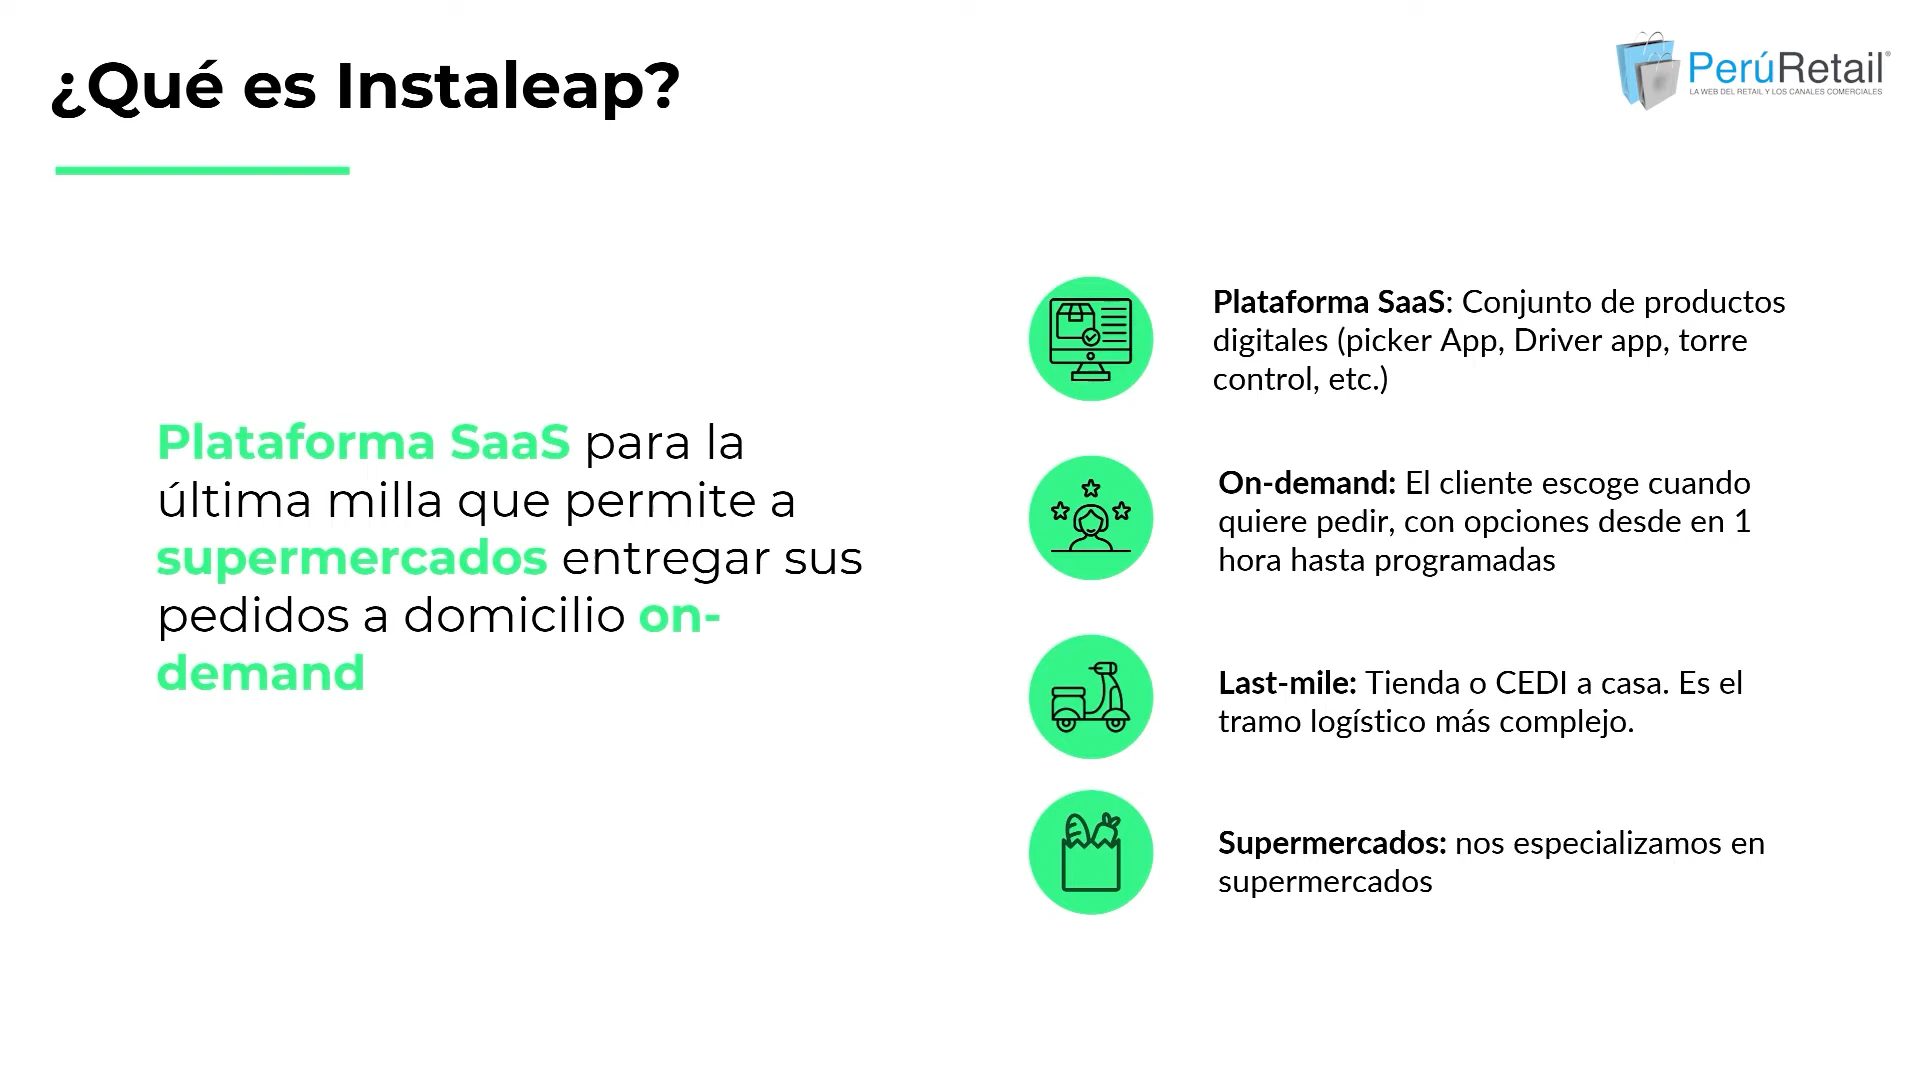 ¿Qué es Instaleap?
PerúRetail®
LA WEB DEL RETAIL Y LOS CANALES COMERCIALES
Plataforma SaaS para la
última milla que permite a
supermercados entregar sus
pedidos a domicilio on-
demand
Plataforma SaaS: Conjunto de productos
digitales (picker App, Driver app, torre
control, etc.)
On-demand: El cliente escoge cuando
quiere pedir, con opciones desde en 1
hora hasta programadas
Last-mile: Tienda o CEDI a casa. Es el
tramo logístico más complejo.
Supermercados: nos especializamos en
supermercados